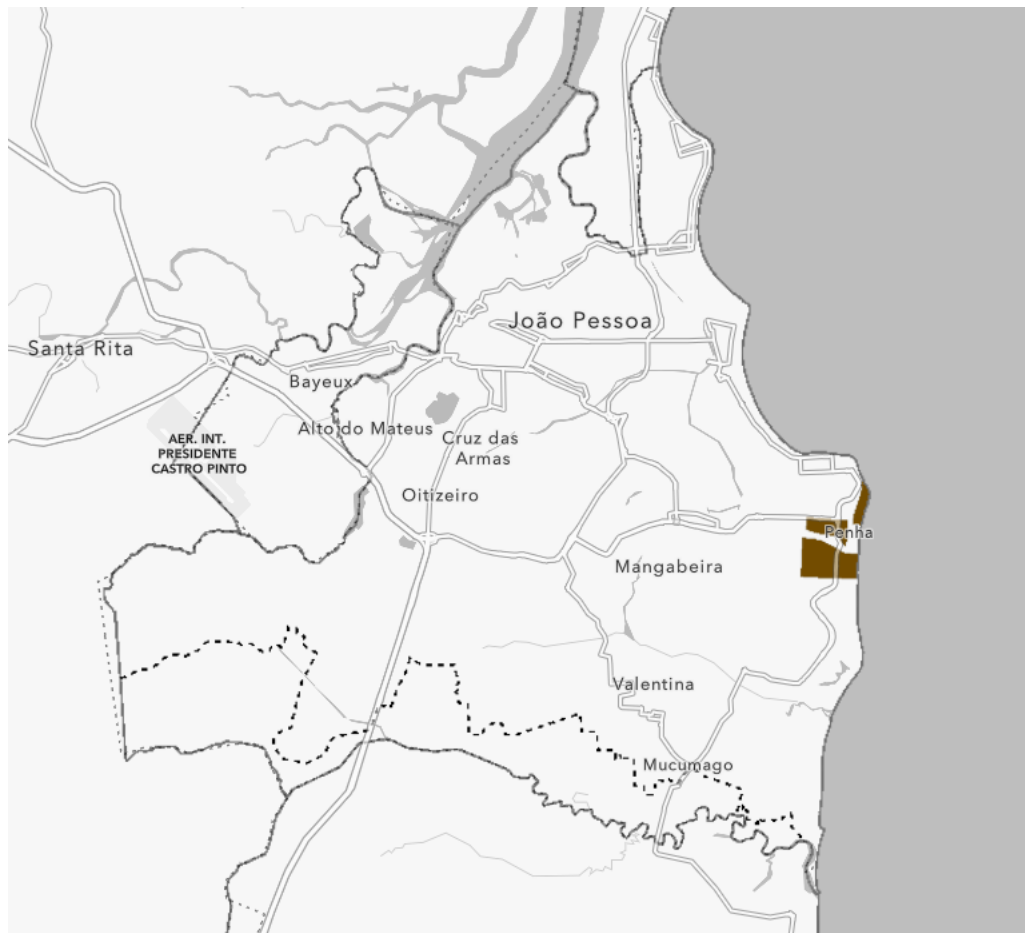 João Pessoa
Santa Rita
Bayeux
Alto do Mateus
Cruz das
Armas
AER. INT.
PRESIDENTE
CASTRO PINTO
Oitizeiro
Penha
Mangabeira
Valentina
Mucumago